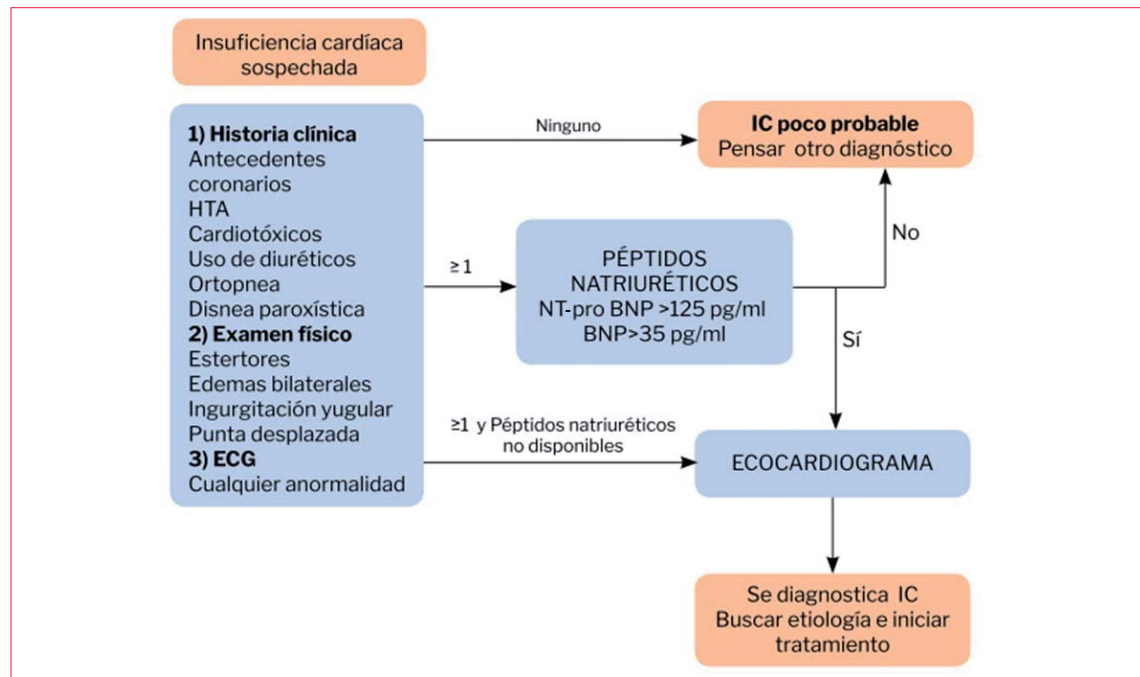 Insuficiencia cardíaca
sospechada
1) Historia clínica
Antecedentes
coronarios
HTA
Cardiotóxicos
Uso de diuréticos
Ortopnea
Disnea paroxística
2) Examen físico
Estertores
Edemas bilaterales
Ingurgitación yugular
Punta desplazada
3) ECG
Cualquier anormalidad
Ninguno
IC poco probable
Pensar otro diagnóstico
≥ 1
PÉPTIDOS
NATRIURÉTICOS
NT-pro BNP >125 pg/ml
BNP>35 pg/ml
No
Sí
≥1 y Péptidos natriuréticos
no disponibles
ECOCARDIOGRAMA
Se diagnostica IC
Buscar etiología e iniciar
tratamiento